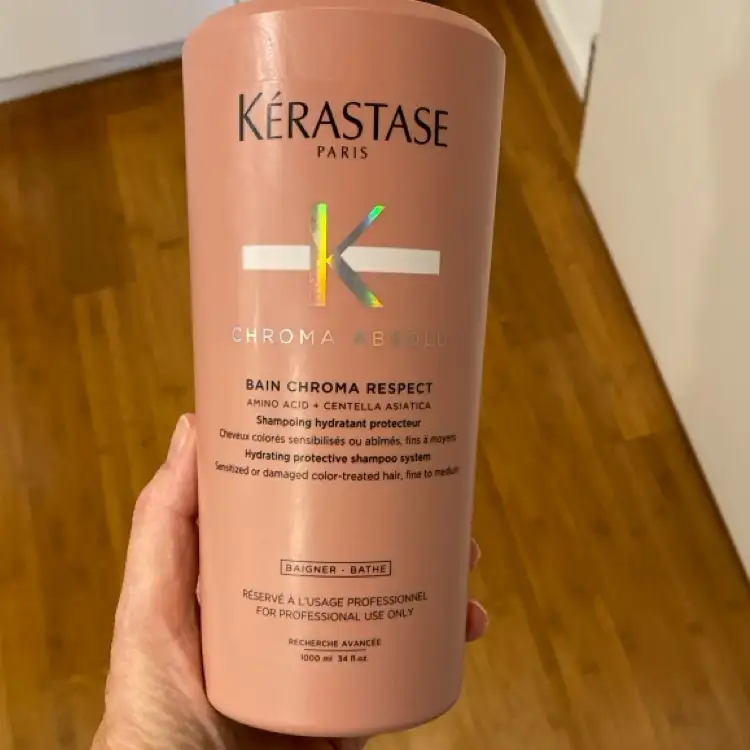 KÉRASTASE
PARIS
K
CHROMA ABSOLU
BAIN CHROMA RESPECT
AMINO ACID + CENTELLA ASIATICA
Shampoing hydratant protecteur
Cheveux colorés sensibilisés ou abîmés, fins à moyens
Hydrating protective shampoo system
Sensitized or damaged color-treated hair, fine to medium
BAIGNER - BATHE
RÉSERVÉ À L'USAGE PROFESSIONNEL
FOR PROFESSIONAL USE ONLY
RECHERCHE AVANCÉE
1000 ml 34 fl.oz.